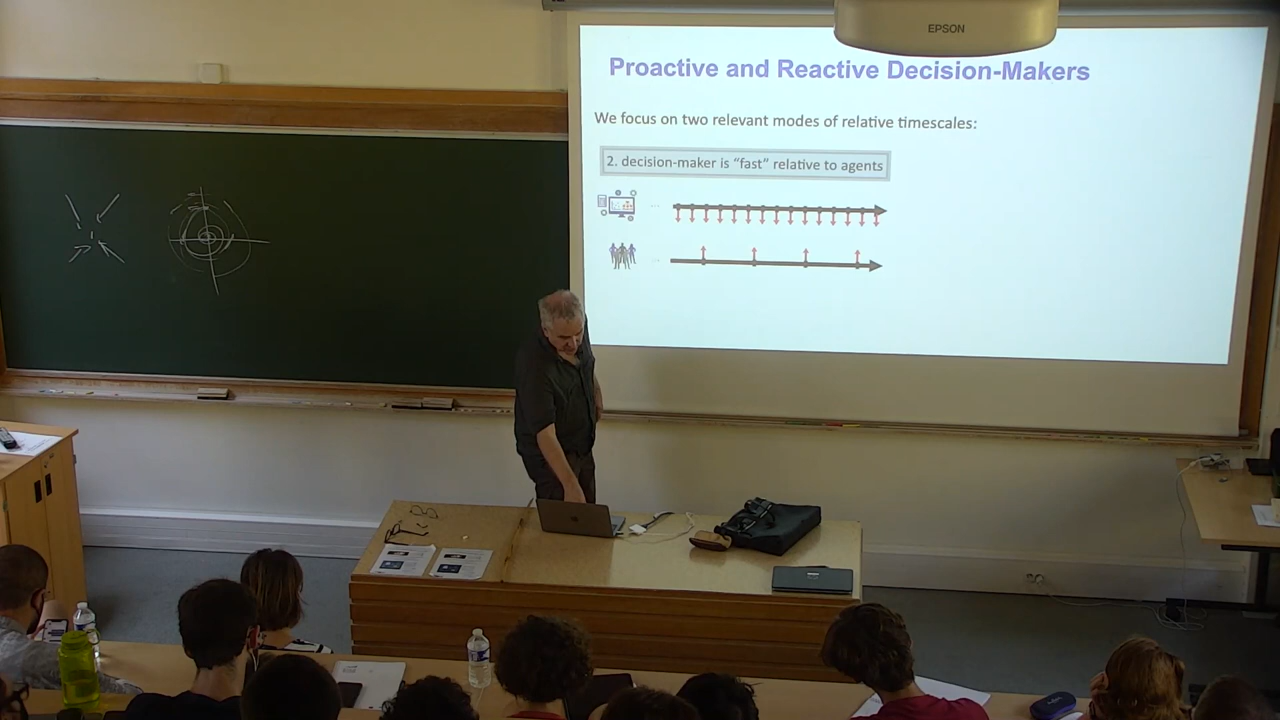 EPSON
Proactive and Reactive Decision-Makers
We focus on two relevant modes of relative timescales:
2. decision-maker is “fast” relative to agents
...
...